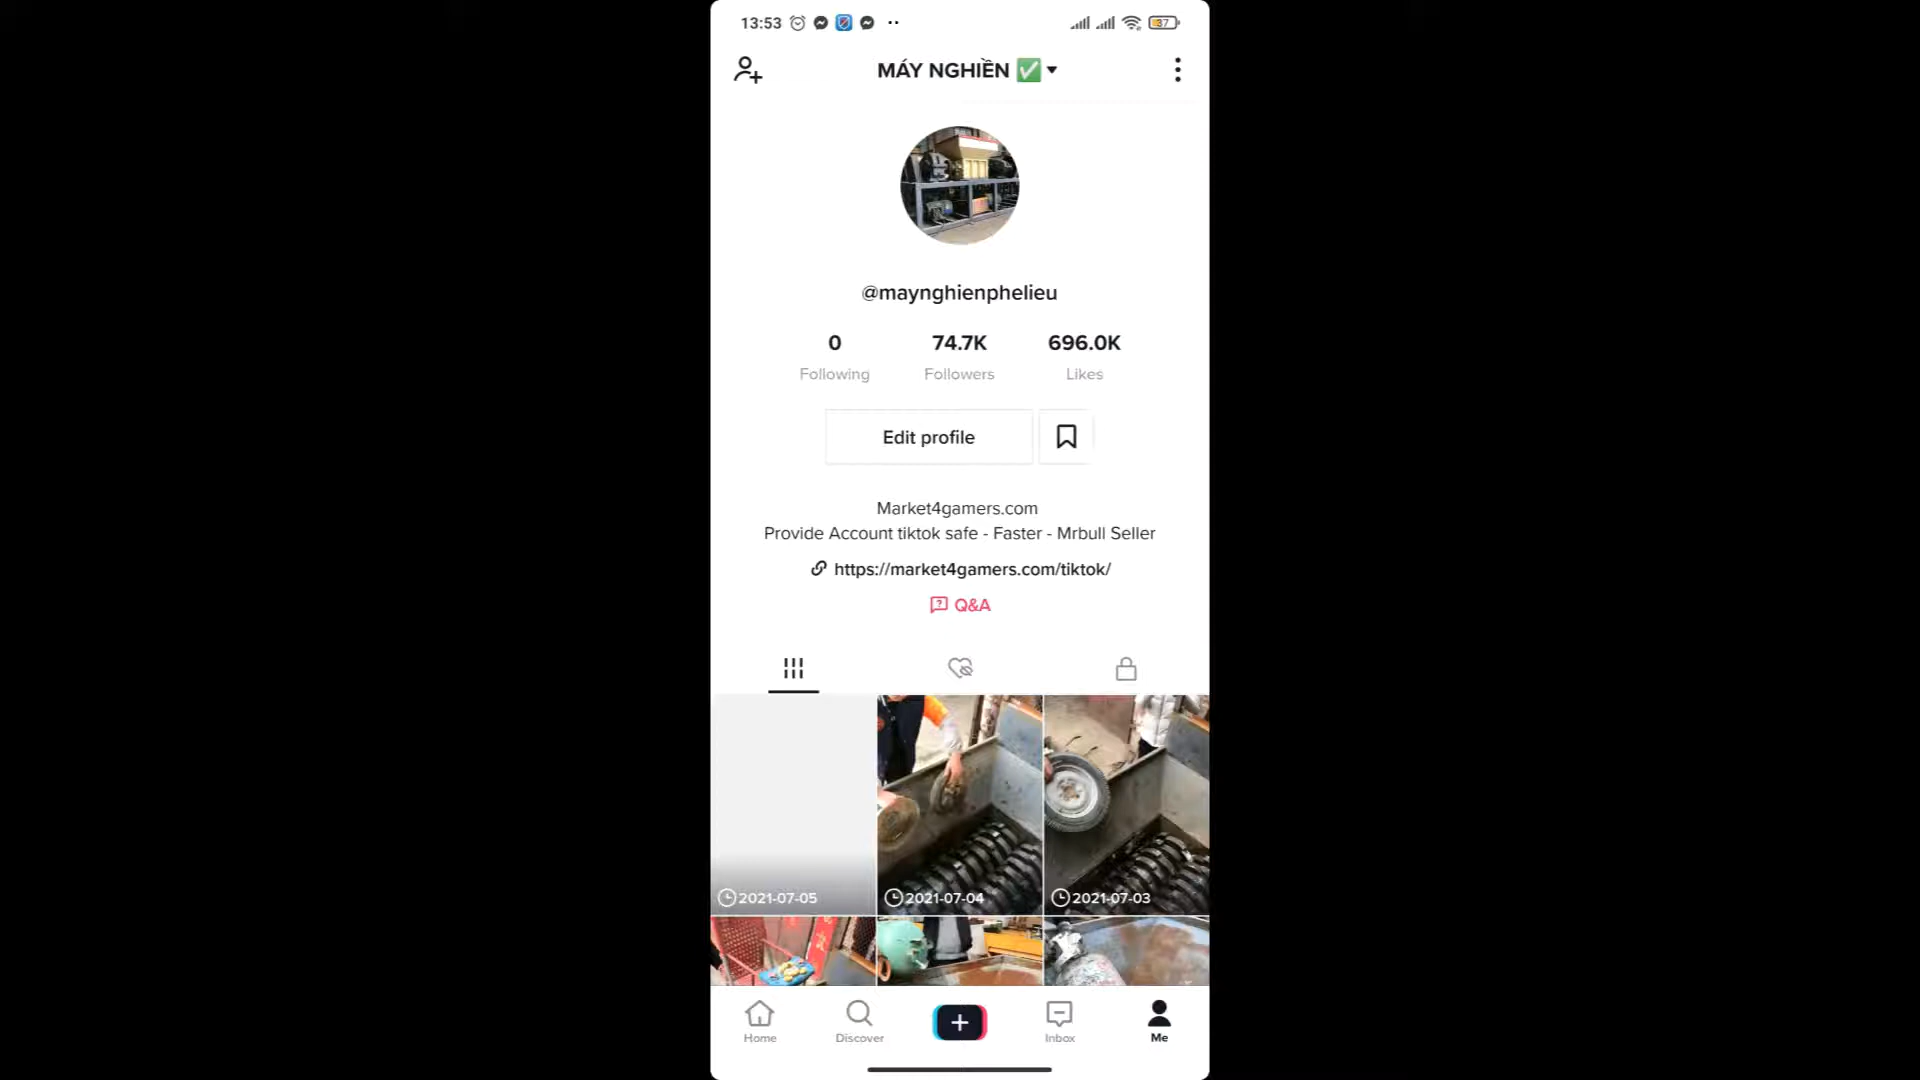 13:53
37
MÁY NGHIỀN ✅
@maynghienphelieu
0 74.7K 696.0K
Following Followers Likes
Edit profile
Market4gamers.com
Provide Account tiktok safe - Faster - Mrbull Seller
https://market4gamers.com/tiktok/
Q&A
2021-07-05 2021-07-04 2021-07-03
Home Discover Inbox Me